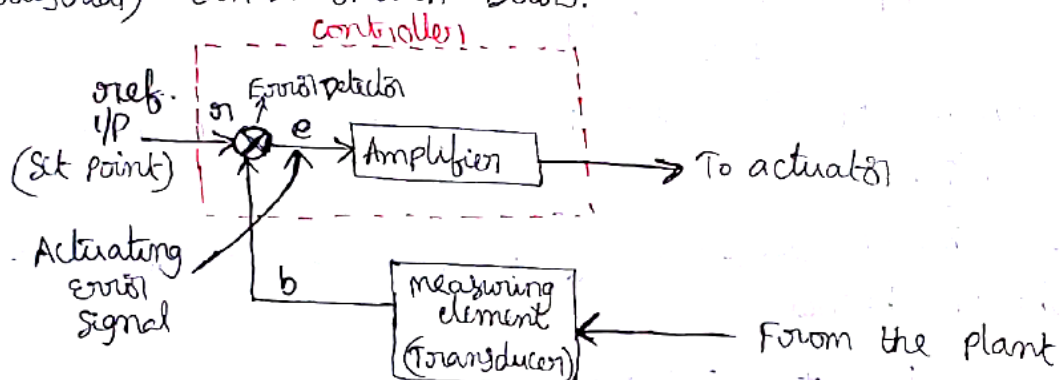 controller
Error Detector
ref.
I/P
(Set point)
r
e
Amplifier
To actuator
Actuating
error
signal
b
measuring
element
(Transducer)
From the plant